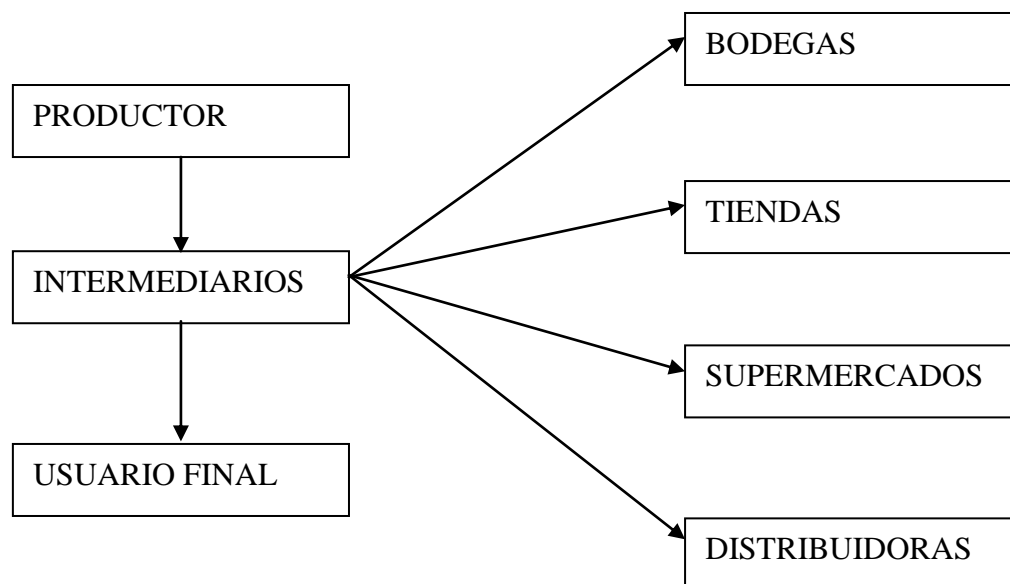 BODEGAS
PRODUCTOR
TIENDAS
INTERMEDIARIOS
SUPERMERCADOS
USUARIO FINAL
DISTRIBUIDORAS